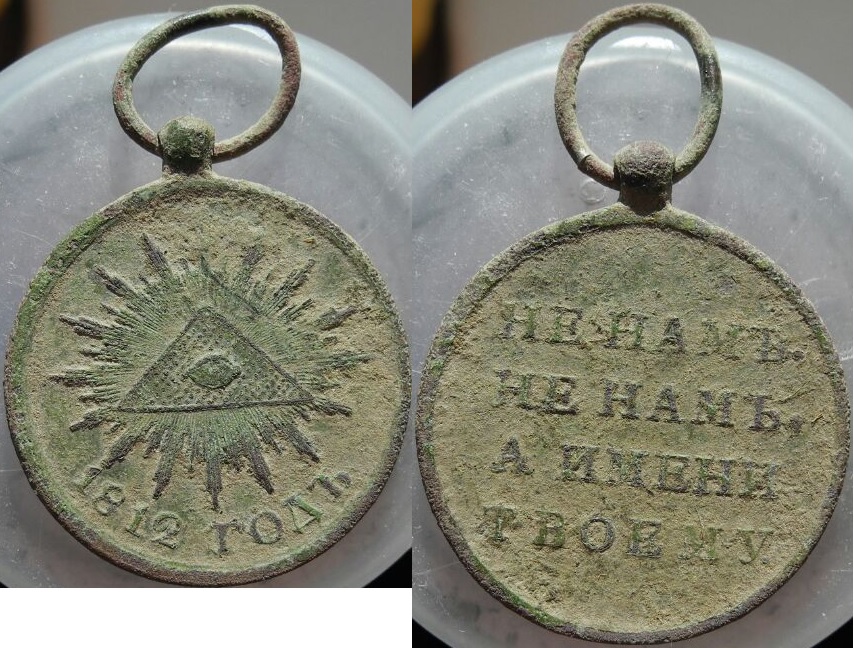 1812 ГОДЪ
НЕ НАМЪ.
НЕ НАМЪ,
А ИМЕНИ
ТВОЕМУ